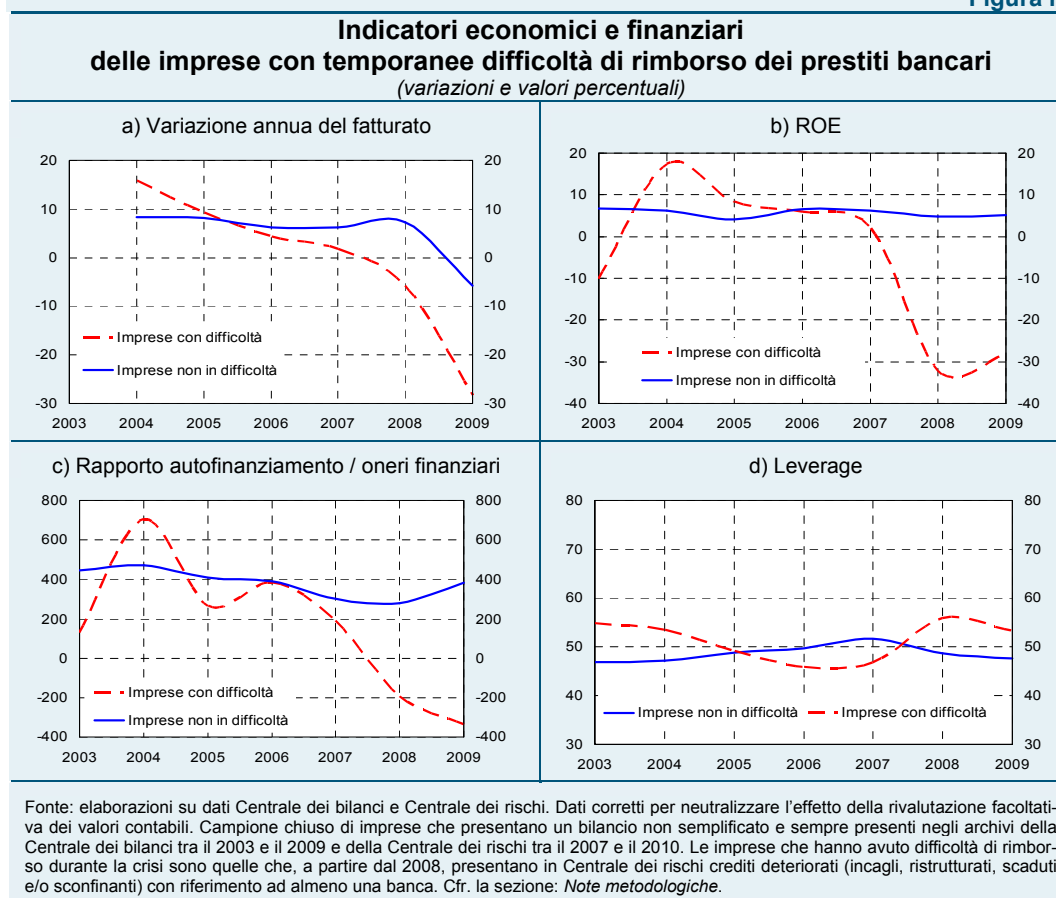 Figura
Indicatori economici e finanziari
delle imprese con temporanee difficoltà di rimborso dei prestiti bancari
(variazioni e valori percentuali)
a) Variazione annua del fatturato
20 20
10 10
0 0
-10 -10
-20 -20
-30 -30
2003 2004 2005 2006 2007 2008 2009
Imprese con difficoltà
Imprese non in difficoltà
b) ROE
20 20
10 10
0 0
-10 -10
-20 -20
-30 -30
-40 -40
2003 2004 2005 2006 2007 2008 2009
Imprese con difficoltà
Imprese non in difficoltà
c) Rapporto autofinanziamento / oneri finanziari
800 800
600 600
400 400
200 200
0 0
-200 -200
-400 -400
2003 2004 2005 2006 2007 2008 2009
Imprese con difficoltà
Imprese non in difficoltà
d) Leverage
80 80
70 70
60 60
50 50
40 40
30 30
2003 2004 2005 2006 2007 2008 2009
Imprese non in difficoltà Imprese con difficoltà
Fonte: elaborazioni su dati Centrale dei bilanci e Centrale dei rischi. Dati corretti per neutralizzare l'effetto della rivalutazione facoltati-
va dei valori contabili. Campione chiuso di imprese che presentano un bilancio non semplificato e sempre presenti negli archivi della
Centrale dei bilanci tra il 2003 e il 2009 e della Centrale dei rischi tra il 2007 e il 2010. Le imprese che hanno avuto difficoltà di rimbor-
so durante la crisi sono quelle che, a partire dal 2008, presentano in Centrale dei rischi crediti deteriorati (incagli, ristrutturati, scaduti
e/o sconfinanti) con riferimento ad almeno una banca. Cfr. la sezione: Note metodologiche.